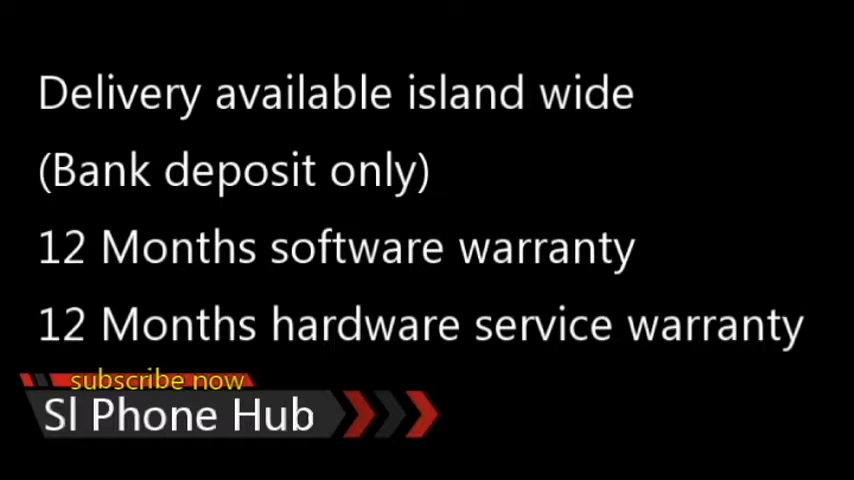 Delivery available island wide
(Bank deposit only)
12 Months software warranty
12 Months hardware service warranty
subscribe now
Sl Phone Hub